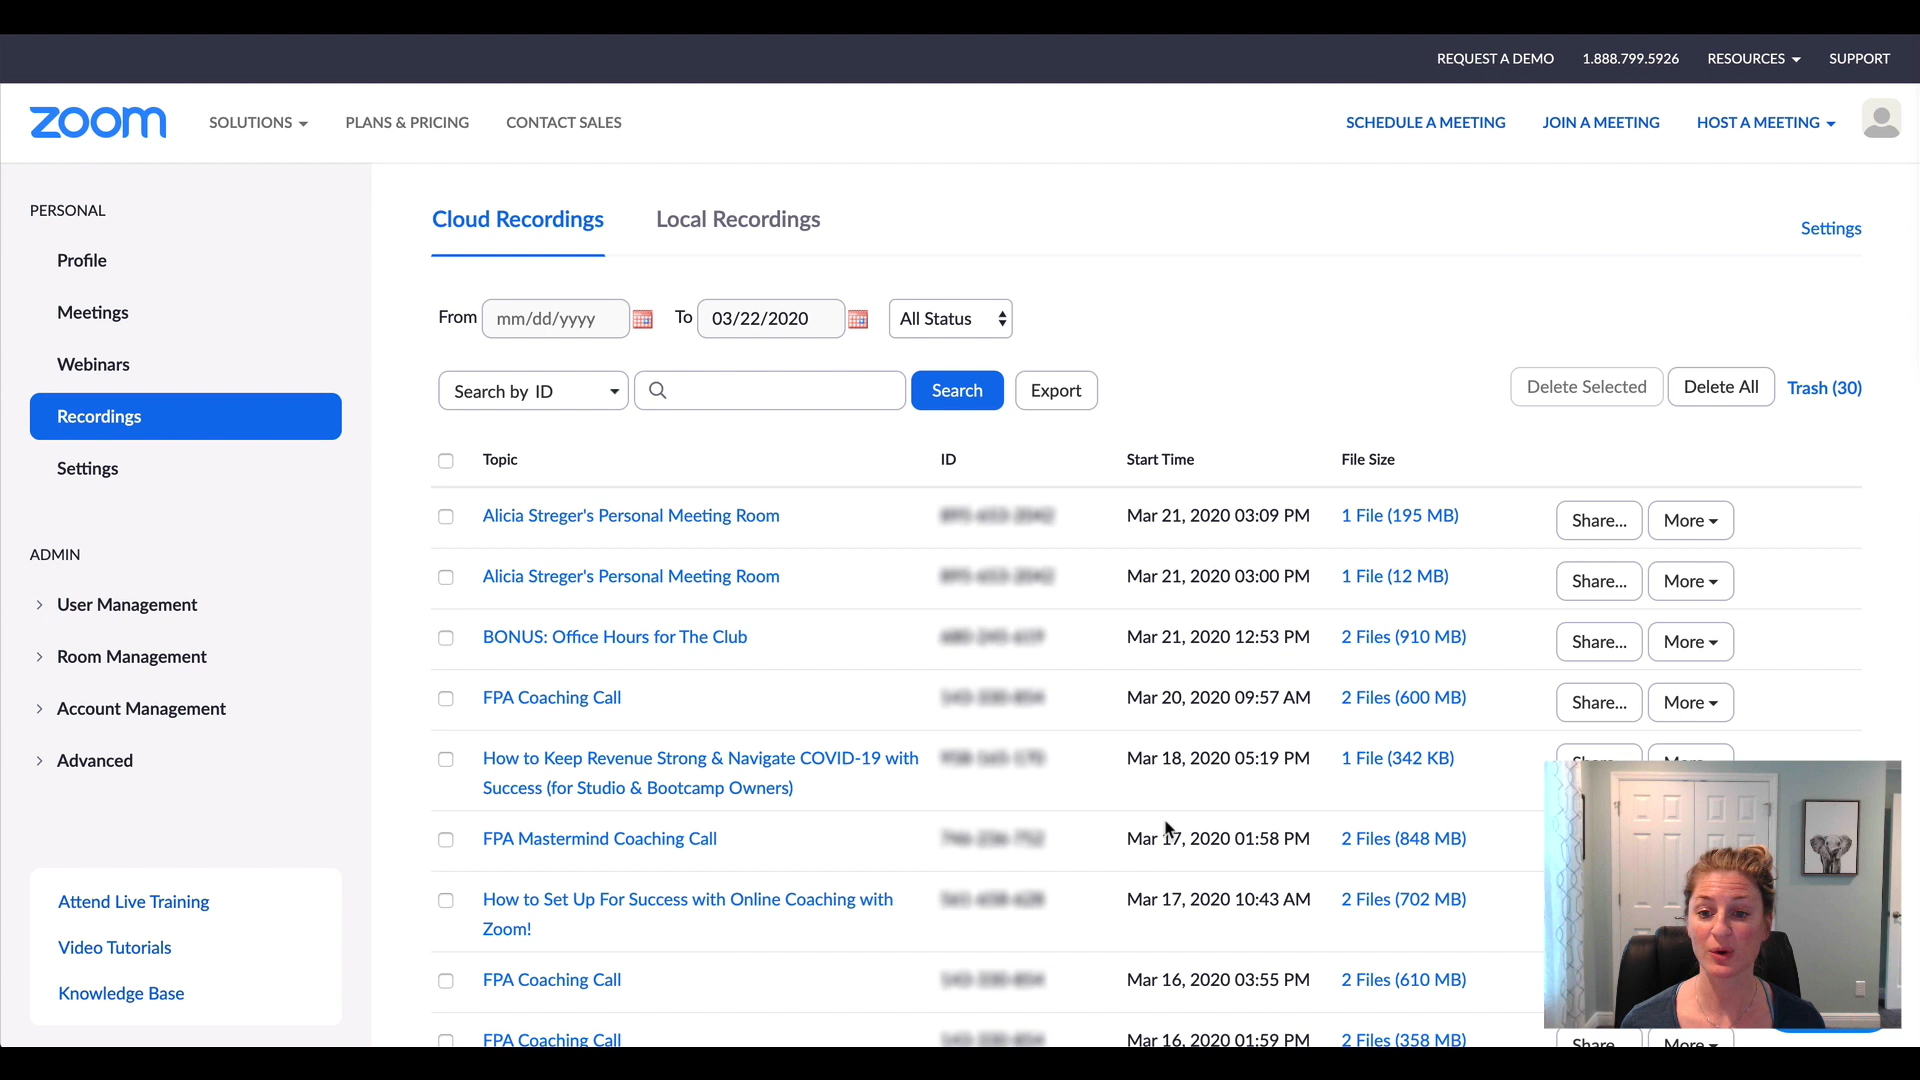 REQUEST A DEMO 1.888.799.5926 RESOURCES SUPPORT
zoom SOLUTIONS PLANS & PRICING CONTACT SALES SCHEDULE A MEETING JOIN A MEETING HOST A MEETING
PERSONAL
Profile
Meetings
Webinars
Recordings
Settings
ADMIN
User Management
Room Management
Account Management
Advanced
Attend Live Training
Video Tutorials
Knowledge Base
Cloud Recordings Local Recordings Settings
From mm/dd/yyyy To 03/22/2020 All Status
Search by ID Search Export Delete Selected Delete All Trash (30)
Topic ID Start Time File Size
Alicia Streger's Personal Meeting Room Mar 21, 2020 03:09 PM 1 File (195 MB) Share... More
Alicia Streger's Personal Meeting Room Mar 21, 2020 03:00 PM 1 File (12 MB) Share... More
BONUS: Office Hours for The Club Mar 21, 2020 12:53 PM 2 Files (910 MB) Share... More
FPA Coaching Call Mar 20, 2020 09:57 AM 2 Files (600 MB) Share... More
How to Keep Revenue Strong & Navigate COVID-19 with Mar 18, 2020 05:19 PM 1 File (342 KB)
Success (for Studio & Bootcamp Owners)
FPA Mastermind Coaching Call Mar 17, 2020 01:58 PM 2 Files (848 MB)
How to Set Up For Success with Online Coaching with Mar 17, 2020 10:43 AM 2 Files (702 MB)
Zoom!
FPA Coaching Call Mar 16, 2020 03:55 PM 2 Files (610 MB)
FPA Coaching Call Mar 16, 2020 01:59 PM 2 Files (358 MB) Share More